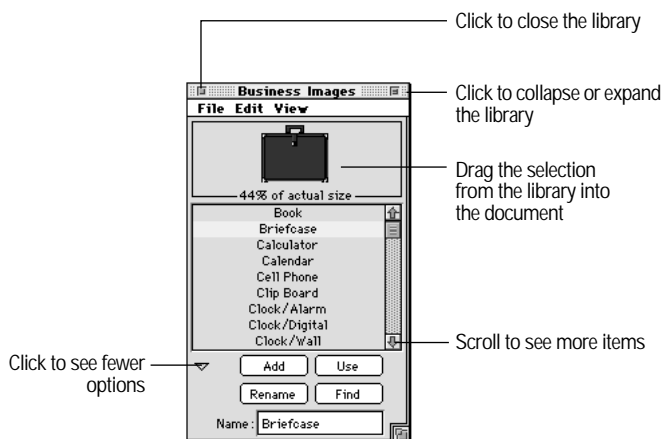 Click to close the library
Business Images
File Edit View
Click to collapse or expand
the library
Drag the selection
from the library into
the document
44% of actual size
Book
Briefcase
Calculator
Calendar
Cell Phone
Clip Board
Clock/Alarm
Clock/Digital
Clock/Wall
Scroll to see more items
Click to see fewer
options
Add Use
Rename Find
Name: Briefcase